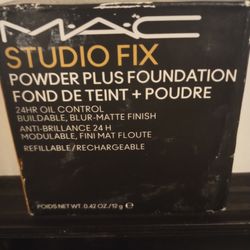 MAC
STUDIO FIX
POWDER PLUS FOUNDATION
FOND DE TEINT + POUDRE
24HR OIL CONTROL
BUILDABLE, BLUR-MATTE FINISH
ANTI-BRILLANCE 24 H
MODULABLE, FINI MAT FLOUTE
REFILLABLE/RECHARGEABLE
POIDS NET WT. 0.42 OZ./12 g e